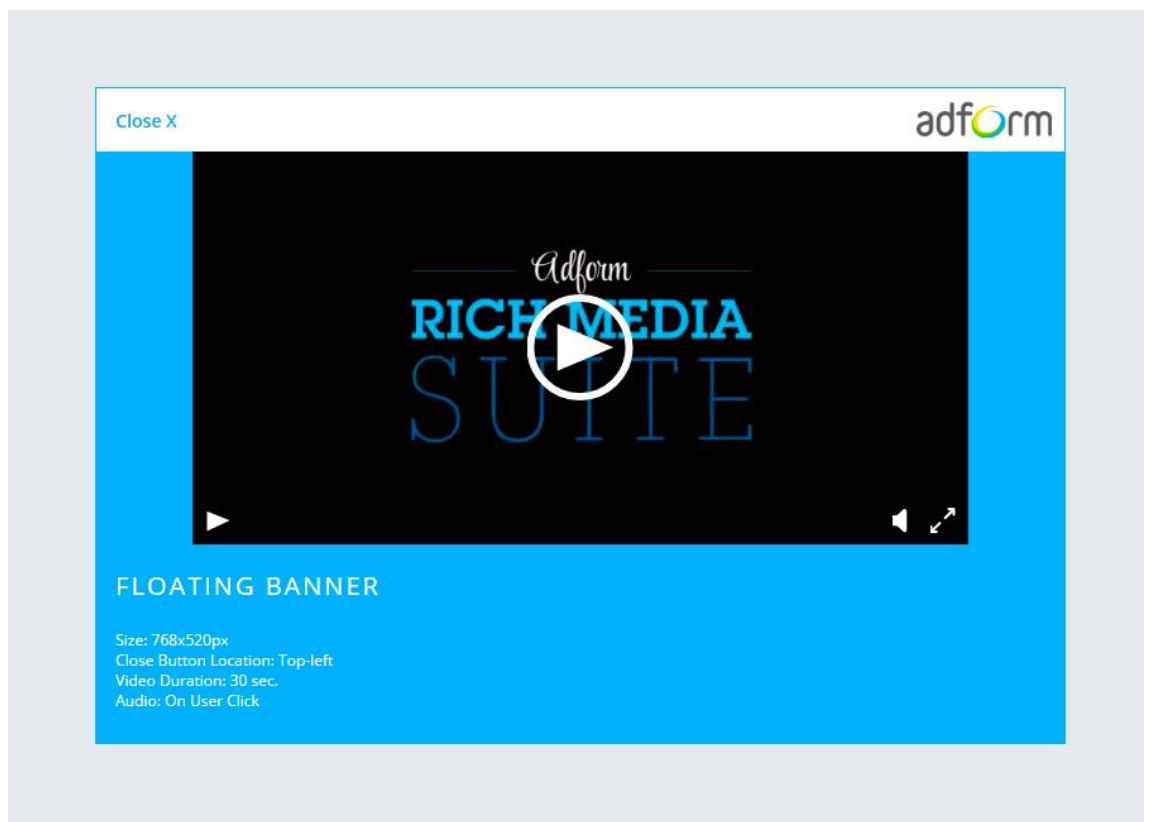 Close X
adform
Adform
RICH MEDIA
SUITE
FLOATING BANNER
Size: 768x520px
Close Button Location: Top-left
Video Duration: 30 sec.
Audio: On User Click